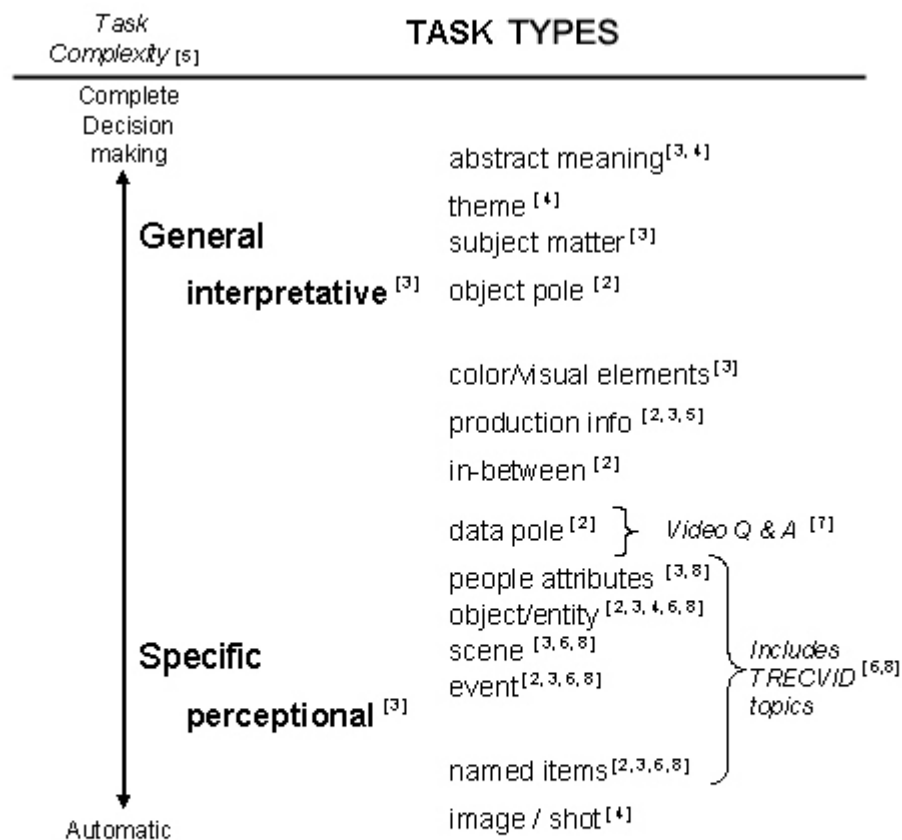 Task
Complexity [5]
TASK TYPES
Complete
Decision
making
abstract meaning[3, 4]
theme [4]
General
subject matter[3]
interpretative [3]
object pole [2]
color/visual elements[3]
production info [2, 3, 5]
in-between [2]
data pole [2]
Video Q & A [7]
people attributes [3, 8]
object/entity[2, 3, 4, 6, 8]
Specific
scene [3, 6, 8]
Includes
event[2, 3, 6, 8]
TRECVID [6,8]
perceptional [3]
topics
named items[2, 3, 6, 8]
image / shot[4]
Automatic